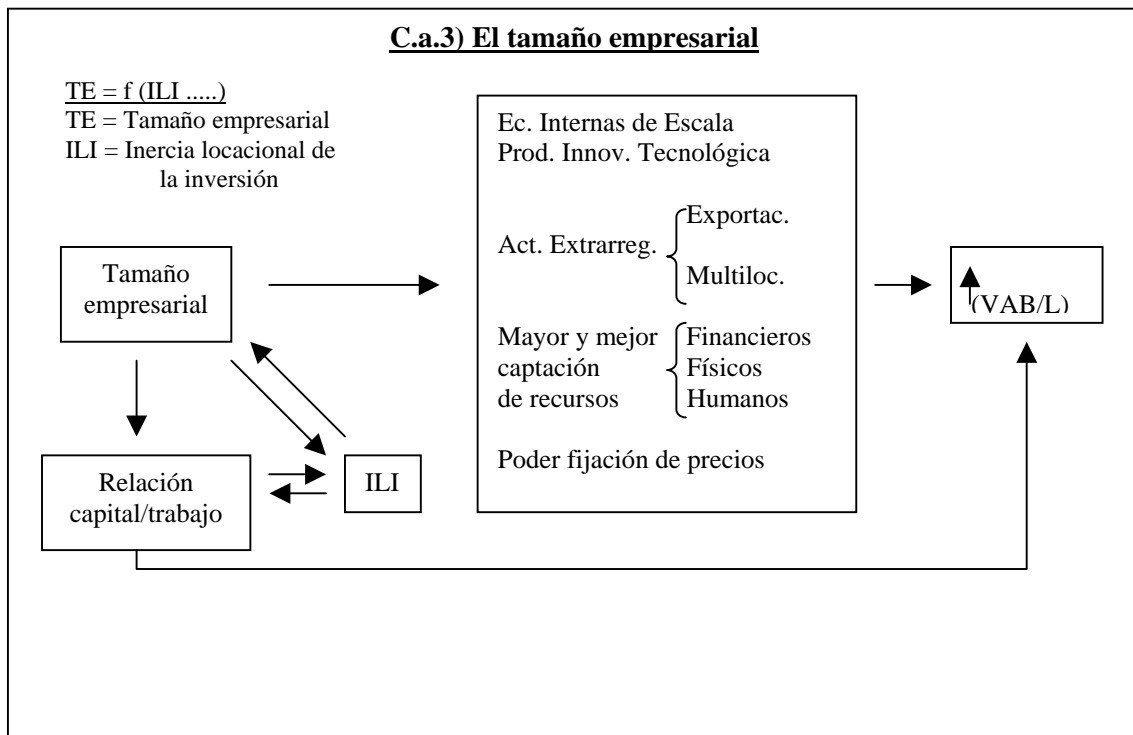 C.a.3) El tamaño empresarial
TE = f (ILI .....)
TE = Tamaño empresarial
ILI = Inercia locacional de
la inversión
Ec. Internas de Escala
Prod. Innov. Tecnológica
Act. Extrarreg.
Exportac.
Multiloc.
Mayor y mejor
captación
de recursos
Financieros
Físicos
Humanos
Poder fijación de precios
Tamaño
empresarial
(VAB/L)
Relación
capital/trabajo
ILI